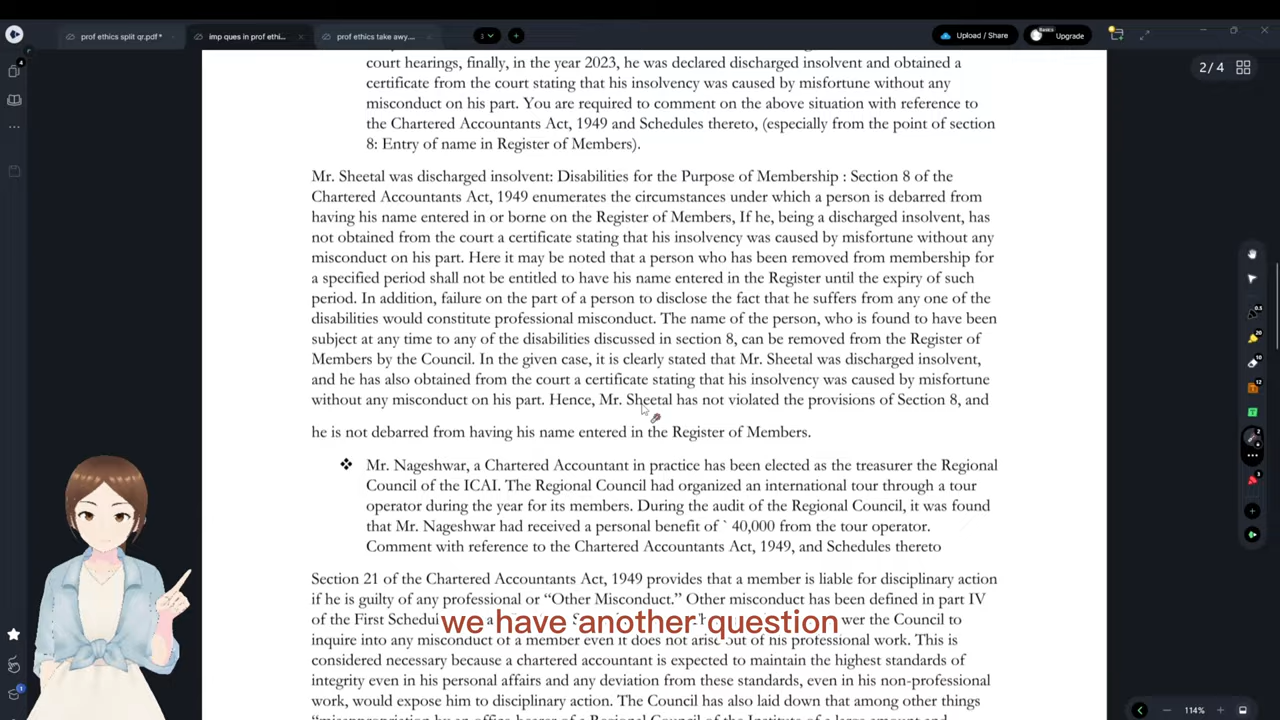 prof ethics split qr.pdf*
imp ques in prof ethi...
prof ethics take awy...
3
Upload / Share
Upgrade
2/4
court hearings, finally, in the year 2023, he was declared discharged insolvent and obtained a
certificate from the court stating that his insolvency was caused by misfortune without any
misconduct on his part. You are required to comment on the above situation with reference to
the Chartered Accountants Act, 1949 and Schedules thereto, (especially from the point of section
8: Entry of name in Register of Members).
Mr. Sheetal was discharged insolvent: Disabilities for the Purpose of Membership : Section 8 of the
Chartered Accountants Act, 1949 enumerates the circumstances under which a person is debarred from
having his name entered in or borne on the Register of Members, If he, being a discharged insolvent, has
not obtained from the court a certificate stating that his insolvency was caused by misfortune without any
misconduct on his part. Here it may be noted that a person who has been removed from membership for
a specified period shall not be entitled to have his name entered in the Register until the expiry of such
period. In addition, failure on the part of a person to disclose the fact that he suffers from any one of the
disabilities would constitute professional misconduct. The name of the person, who is found to have been
subject at any time to any of the disabilities discussed in section 8, can be removed from the Register of
Members by the Council. In the given case, it is clearly stated that Mr. Sheetal was discharged insolvent,
and he has also obtained from the court a certificate stating that his insolvency was caused by misfortune
without any misconduct on his part. Hence, Mr. Sheetal has not violated the provisions of Section 8, and
he is not debarred from having his name entered in the Register of Members.
❖ Mr. Nageshwar, a Chartered Accountant in practice has been elected as the treasurer the Regional
Council of the ICAI. The Regional Council had organized an international tour through a tour
operator during the year for its members. During the audit of the Regional Council, it was found
that Mr. Nageshwar had received a personal benefit of ` 40,000 from the tour operator.
Comment with reference to the Chartered Accountants Act, 1949, and Schedules thereto
Section 21 of the Chartered Accountants Act, 1949 provides that a member is liable for disciplinary action
if he is guilty of any professional or “Other Misconduct.” Other misconduct has been defined in part IV
of the First Schedul
we have another question
wer the Council to
inquire into any misconduct of a member even it does not arise out of his professional work. This is
considered necessary because a chartered accountant is expected to maintain the highest standards of
integrity even in his personal affairs and any deviation from these standards, even in his non-professional
work, would expose him to disciplinary action. The Council has also laid down that among other things
“misappropriation by an office-bearer of a Regional Council of the Institute of a large amount and
114%